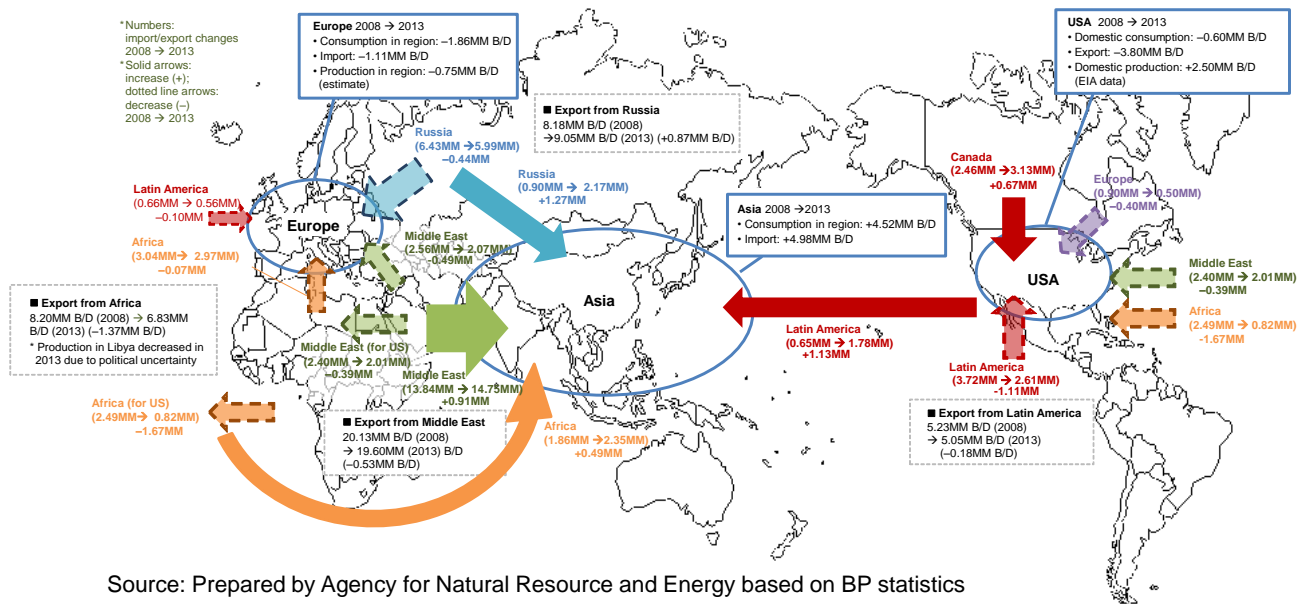 * Numbers:
import/export changes
2008 → 2013
* Solid arrows:
increase (+);
dotted line arrows:
decrease (–)
2008 → 2013
Europe 2008 → 2013
• Consumption in region: –1.86MM B/D
• Import: –1.11MM B/D
• Production in region: –0.75MM B/D
(estimate)
USA 2008 → 2013
• Domestic consumption: –0.60MM B/D
• Export: –3.80MM B/D
• Domestic production: +2.50MM B/D
(EIA data)
■ Export from Russia
8.18MM B/D (2008)
→9.05MM B/D (2013) (+0.87MM B/D)
Russia
(6.43MM →5.99MM)
–0.44MM
Russia
(0.90MM → 2.17MM)
+1.27MM
Canada
(2.46MM →3.13MM)
+0.67MM
Europe
(0.90MM → 0.50MM)
–0.40MM
Latin America
(0.66MM → 0.56MM)
–0.10MM
Europe
Asia 2008 →2013
• Consumption in region: +4.52MM B/D
• Import: +4.98MM B/D
Africa
(3.04MM→ 2.97MM)
–0.07MM
Middle East
(2.56MM → 2.07MM)
–0.49MM
Middle East
(2.40MM → 2.01MM)
–0.39MM
USA
Asia
■ Export from Africa
8.20MM B/D (2008) → 6.83MM
B/D (2013) (–1.37MM B/D)
* Production in Libya decreased in
2013 due to political uncertainty
Africa
(2.49MM→ 0.82MM)
-1.67MM
Middle East (for US)
(2.40MM → 2.01MM)
–0.39MM
Latin America
(0.65MM → 1.78MM)
+1.13MM
Middle East
(13.84MM → 14.75MM)
+0.91MM
Latin America
(3.72MM → 2.61MM)
-1.11MM
Africa (for US)
(2.49MM→ 0.82MM)
–1.67MM
■ Export from Middle East
20.13MM B/D (2008)
→ 19.60MM (2013) B/D
(–0.53MM B/D)
Africa
(1.86MM →2.35MM)
+0.49MM
■ Export from Latin America
5.23MM B/D (2008)
→ 5.05MM B/D (2013)
(–0.18MM B/D)
Source: Prepared by Agency for Natural Resource and Energy based on BP statistics